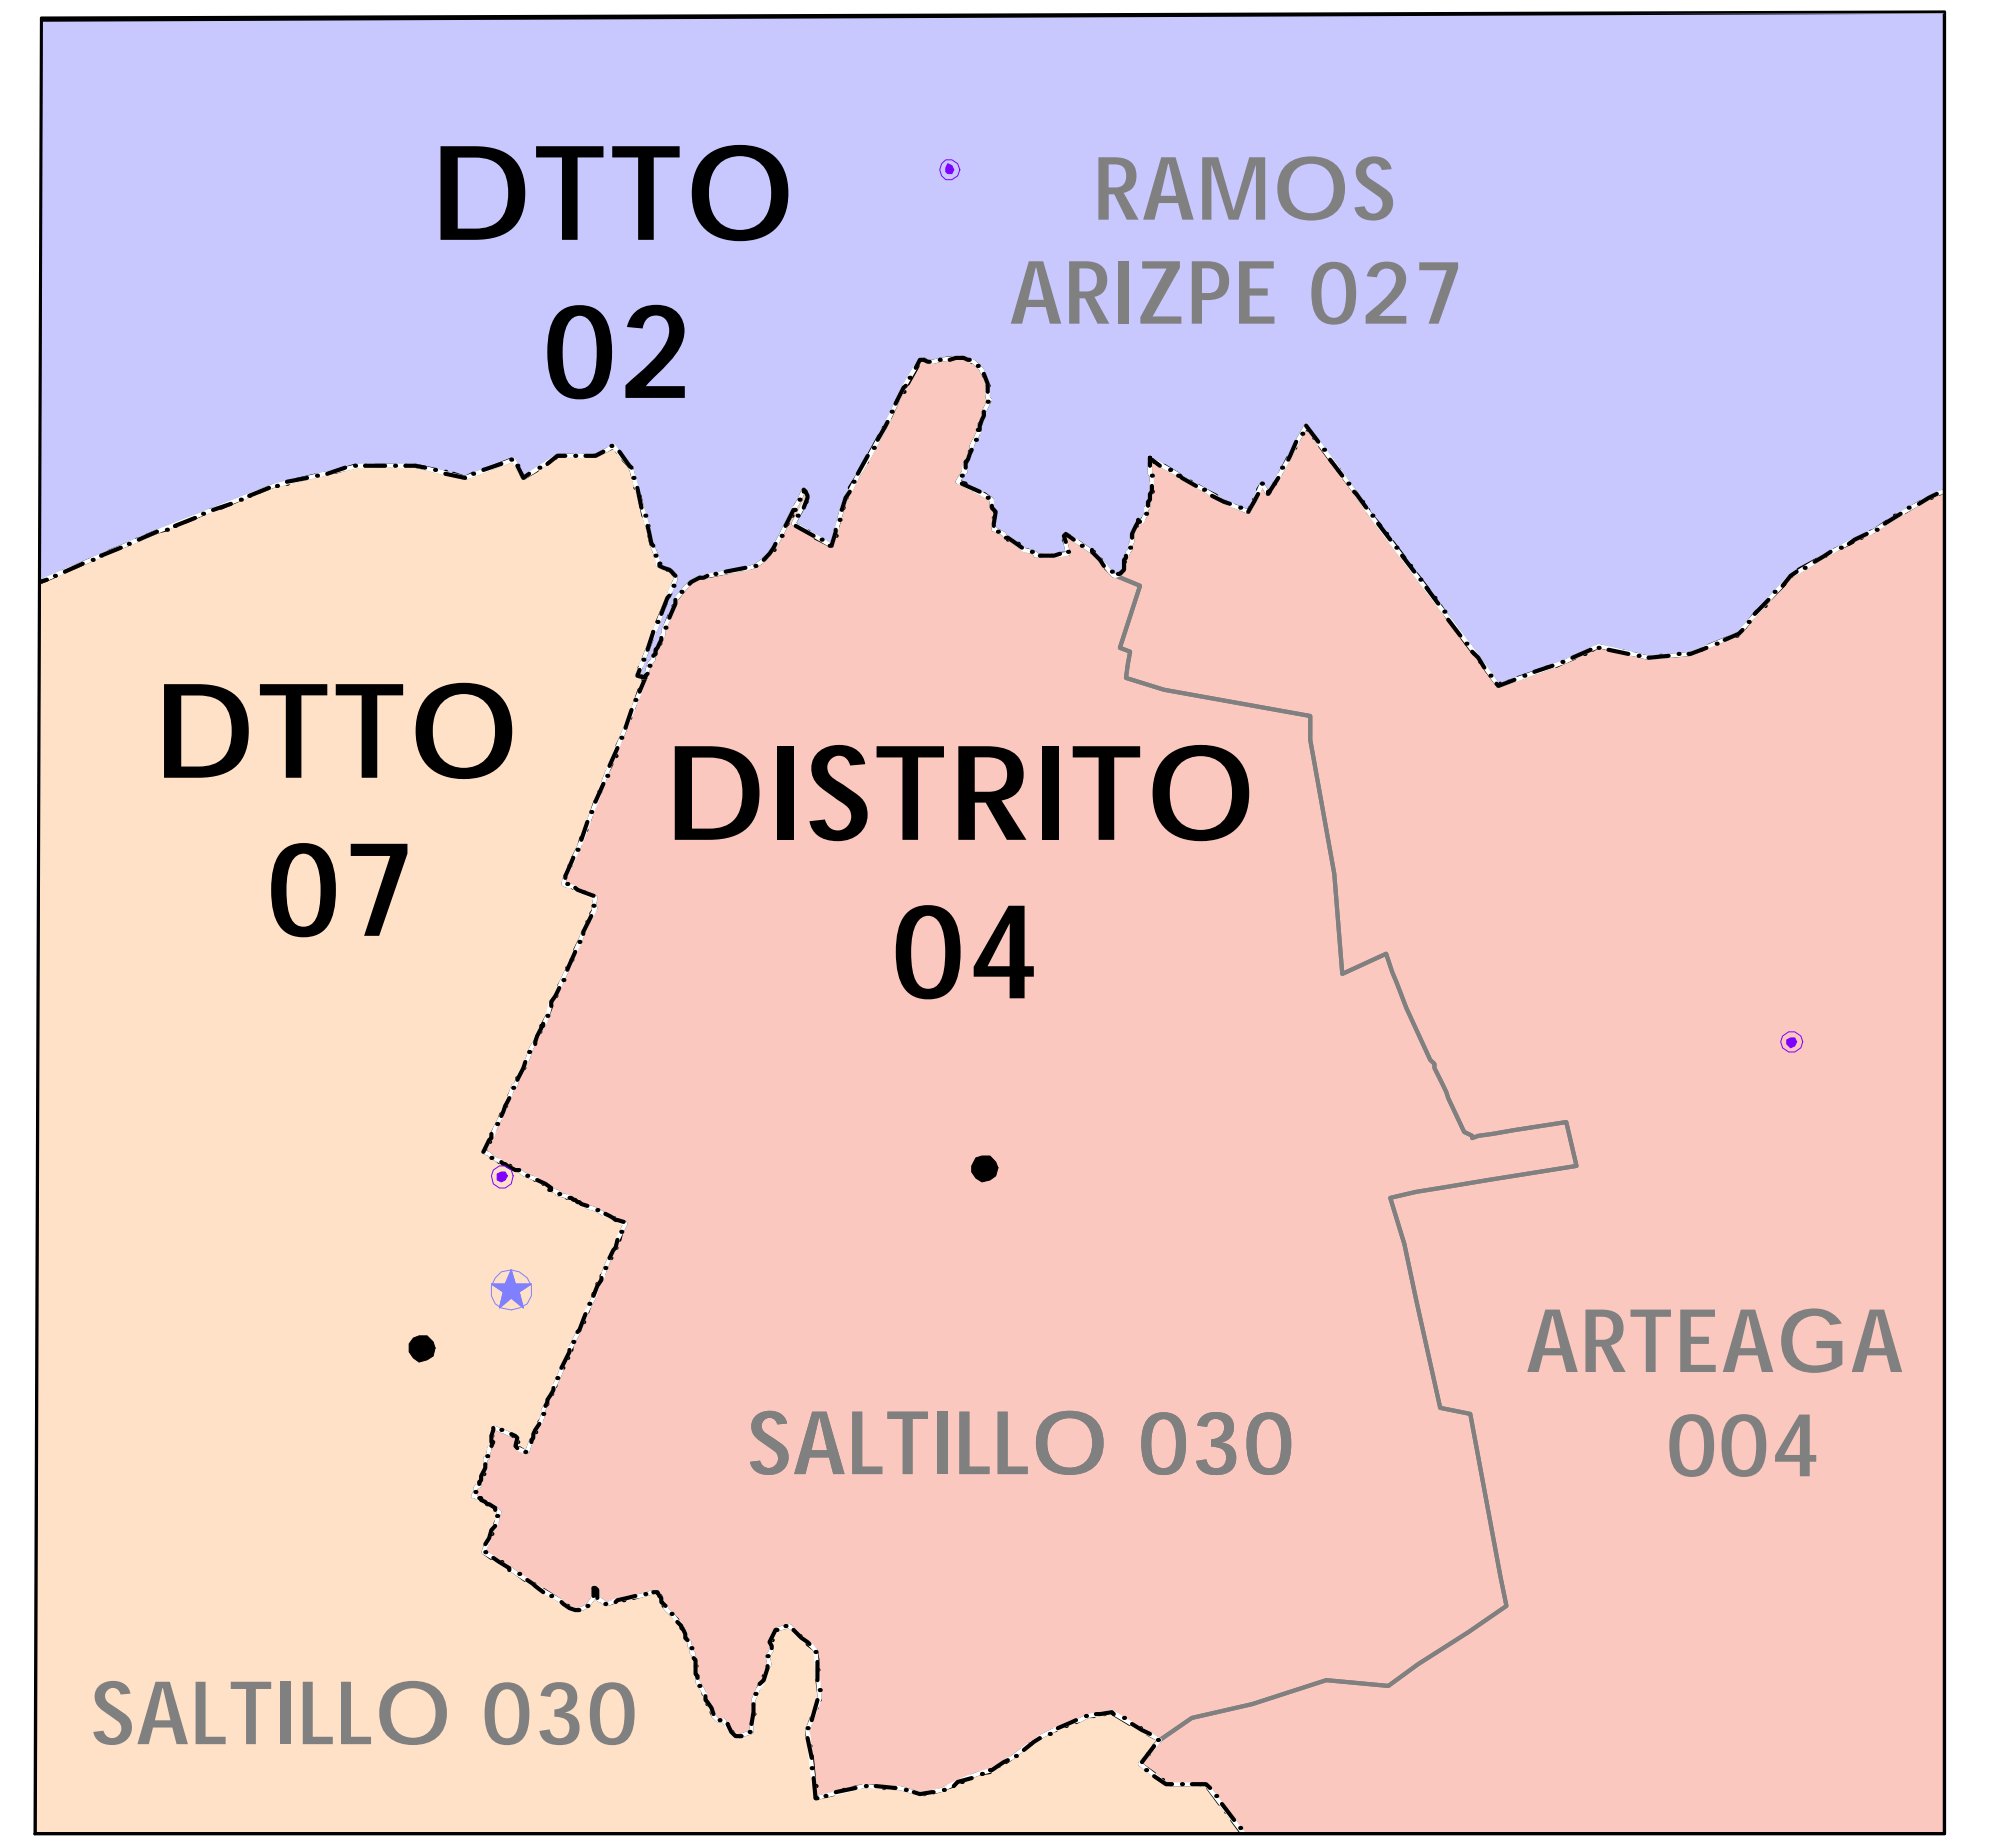 DTTO
02
RAMOS
ARIZPE 027
DTTO
07
DISTRITO
04
ARTEAGA
004
SALTILLO 030
SALTILLO 030